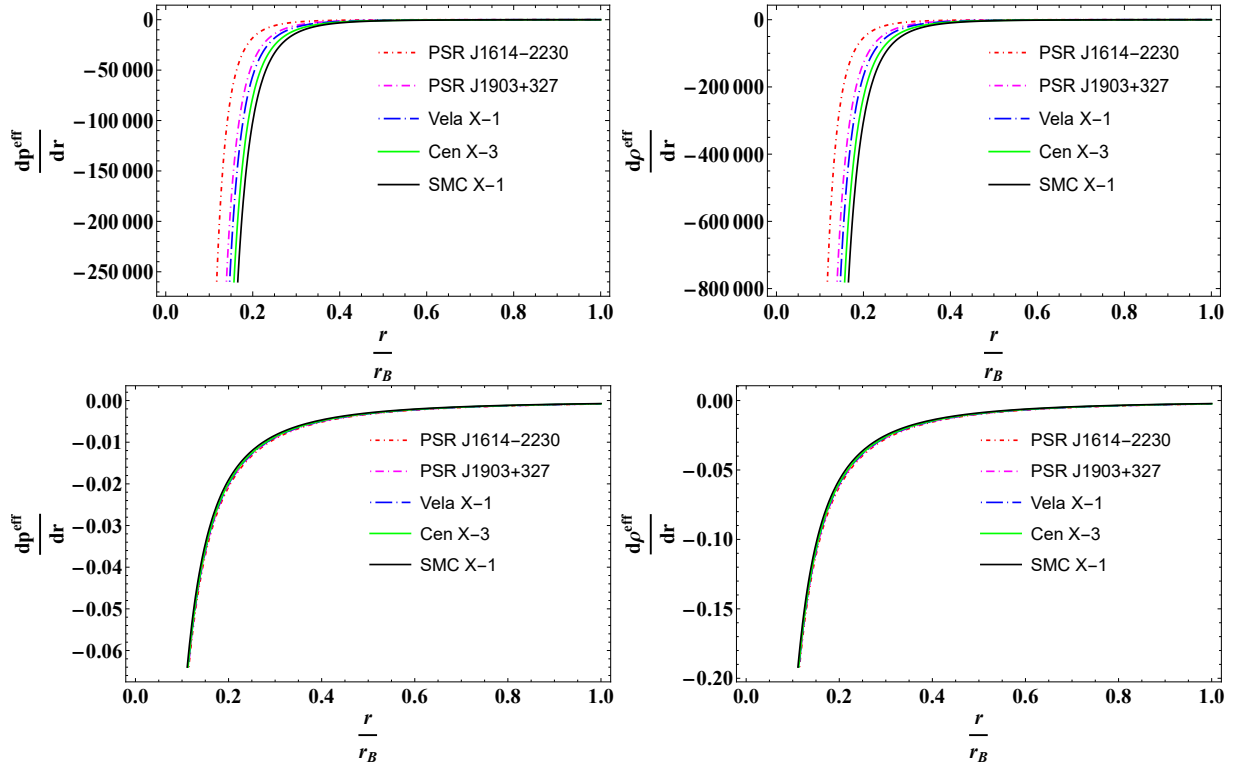 0
−50 000
−100 000
−150 000
−200 000
−250 000
dp^eff
dr
PSR J1614−2230
PSR J1903+327
Vela X−1
Cen X−3
SMC X−1
0.0 0.2 0.4 0.6 0.8 1.0
r
r_B
0
−200 000
−400 000
−600 000
−800 000
dρ^eff
dr
PSR J1614−2230
PSR J1903+327
Vela X−1
Cen X−3
SMC X−1
0.0 0.2 0.4 0.6 0.8 1.0
r
r_B
0.00
−0.01
−0.02
−0.03
−0.04
−0.05
−0.06
dp^eff
dr
PSR J1614−2230
PSR J1903+327
Vela X−1
Cen X−3
SMC X−1
0.0 0.2 0.4 0.6 0.8 1.0
r
r_B
0.00
−0.05
−0.10
−0.15
−0.20
dρ^eff
dr
PSR J1614−2230
PSR J1903+327
Vela X−1
Cen X−3
SMC X−1
0.0 0.2 0.4 0.6 0.8 1.0
r
r_B